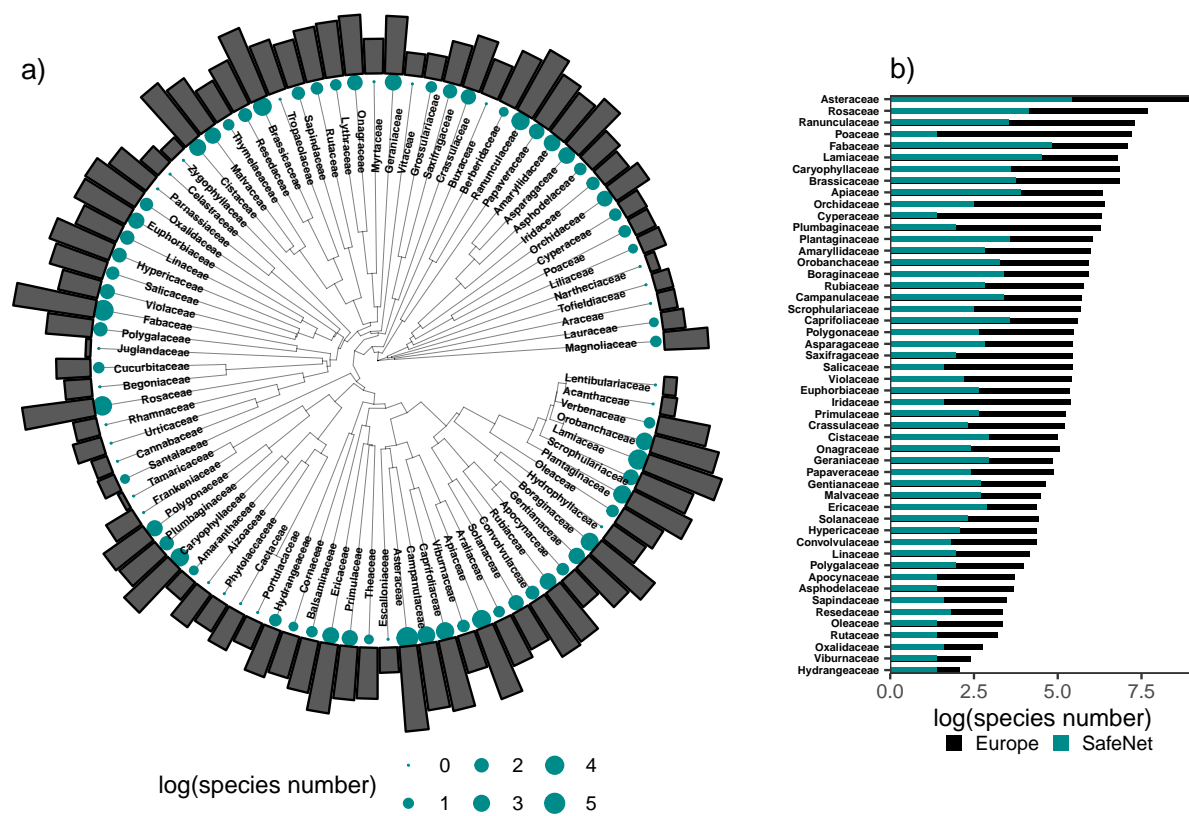 a)
Zygophyllaceae
Celastraceae
Parnassiaceae
Oxalidaceae
Euphorbiaceae
Linaceae
Hypericaceae
Salicaceae
Violaceae
Fabaceae
Polygalaceae
Juglandaceae
Cucurbitaceae
Begoniaceae
Rosaceae
Rhamnaceae
Urticaceae
Cannabaceae
Santalaceae
Tamaricaceae
Frankeniaceae
Polygonaceae
Plumbaginaceae
Caryophyllaceae
Amaranthaceae
Aizoaceae
Phytolaccaceae
Cactaceae
Portulacaceae
Hydrangeaceae
Cornaceae
Balsaminaceae
Ericaceae
Primulaceae
Theaceae
Escalloniaceae
Asteraceae
Campanulaceae
Caprifoliaceae
Viburnaceae
Apiaceae
Araliaceae
Solanaceae
Convolvulaceae
Rubiaceae
Apocynaceae
Gentianaceae
Boraginaceae
Hydrophyllaceae
Oleaceae
Plantaginaceae
Scrophulariaceae
Lamiaceae
Orobanchaceae
Verbenaceae
Acanthaceae
Lentibulariaceae
Magnoliaceae
Lauraceae
Araceae
Tofieldiaceae
Nartheciaceae
Liliaceae
Poaceae
Cyperaceae
Orchidaceae
Iridaceae
Asphodelaceae
Asparagaceae
Amaryllidaceae
Papaveraceae
Ranunculaceae
Berberidaceae
Buxaceae
Crassulaceae
Saxifragaceae
Grossulariaceae
Vitaceae
Geraniaceae
Myrtaceae
Onagraceae
Lythraceae
Rutaceae
Sapindaceae
Tropaeolaceae
Brassicaceae
Resedaceae
Thymelaeaceae
Malvaceae
Cistaceae
log(species number)
0 2 4
1 3 5
b)
Asteraceae
Rosaceae
Ranunculaceae
Poaceae
Fabaceae
Lamiaceae
Caryophyllaceae
Brassicaceae
Apiaceae
Orchidaceae
Cyperaceae
Plumbaginaceae
Plantaginaceae
Amaryllidaceae
Orobanchaceae
Boraginaceae
Rubiaceae
Campanulaceae
Scrophulariaceae
Caprifoliaceae
Polygonaceae
Asparagaceae
Saxifragaceae
Salicaceae
Violaceae
Euphorbiaceae
Iridaceae
Primulaceae
Crassulaceae
Cistaceae
Onagraceae
Geraniaceae
Papaveraceae
Gentianaceae
Malvaceae
Ericaceae
Solanaceae
Hypericaceae
Convolvulaceae
Linaceae
Polygalaceae
Apocynaceae
Asphodelaceae
Sapindaceae
Resedaceae
Oleaceae
Rutaceae
Oxalidaceae
Viburnaceae
Hydrangeaceae
0.0 2.5 5.0 7.5
log(species number)
Europe SafeNet